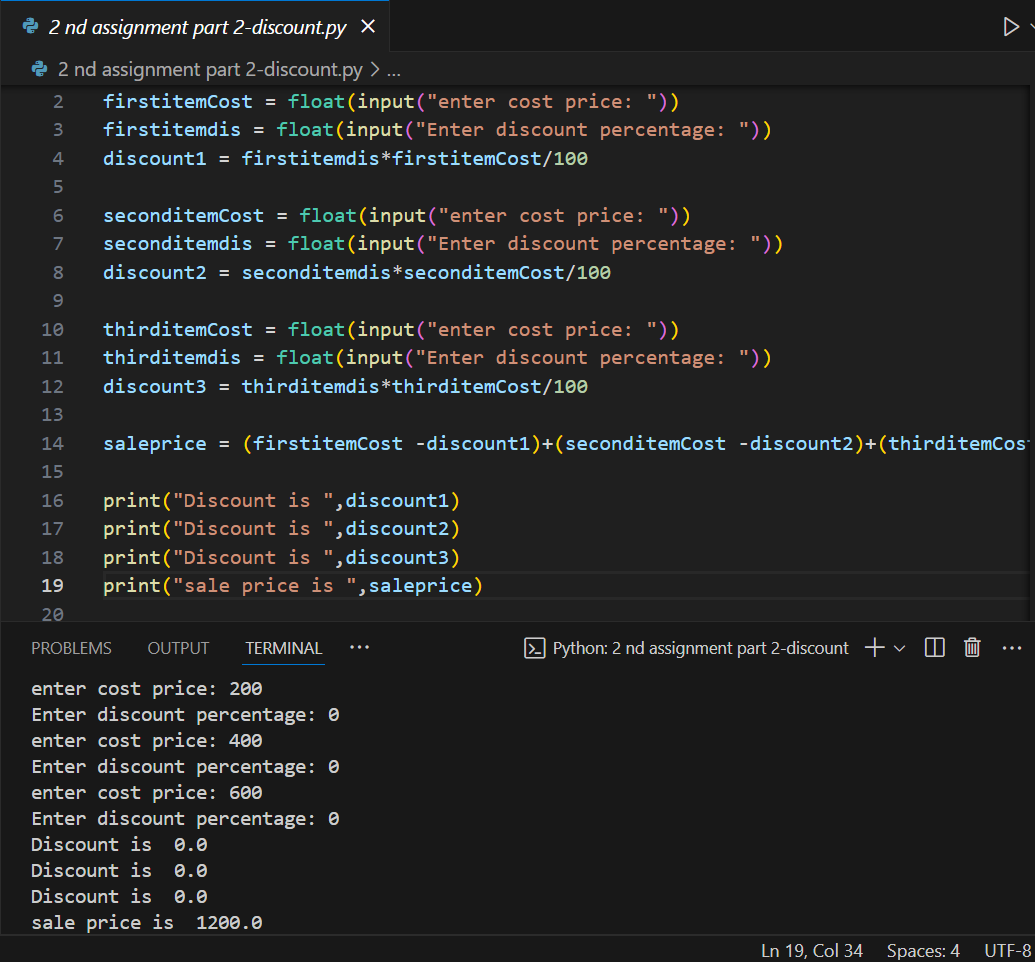 2 nd assignment part 2-discount.py
2 nd assignment part 2-discount.py > ...
2 firstitemCost = float(input("enter cost price: "))
3 firstitemdis = float(input("Enter discount percentage: "))
4 discount1 = firstitemdis*firstitemCost/100
5
6 seconditemCost = float(input("enter cost price: "))
7 seconditemdis = float(input("Enter discount percentage: "))
8 discount2 = seconditemdis*seconditemCost/100
9
10 thirditemCost = float(input("enter cost price: "))
11 thirditemdis = float(input("Enter discount percentage: "))
12 discount3 = thirditemdis*thirditemCost/100
13
14 saleprice = (firstitemCost -discount1)+(seconditemCost -discount2)+(thirditemCos
15
16 print("Discount is ",discount1)
17 print("Discount is ",discount2)
18 print("Discount is ",discount3)
19 print("sale price is ",saleprice)
20
PROBLEMS OUTPUT TERMINAL ... Python: 2 nd assignment part 2-discount ...
enter cost price: 200
Enter discount percentage: 0
enter cost price: 400
Enter discount percentage: 0
enter cost price: 600
Enter discount percentage: 0
Discount is  0.0
Discount is  0.0
Discount is  0.0
sale price is  1200.0
Ln 19, Col 34 Spaces: 4 UTF-8